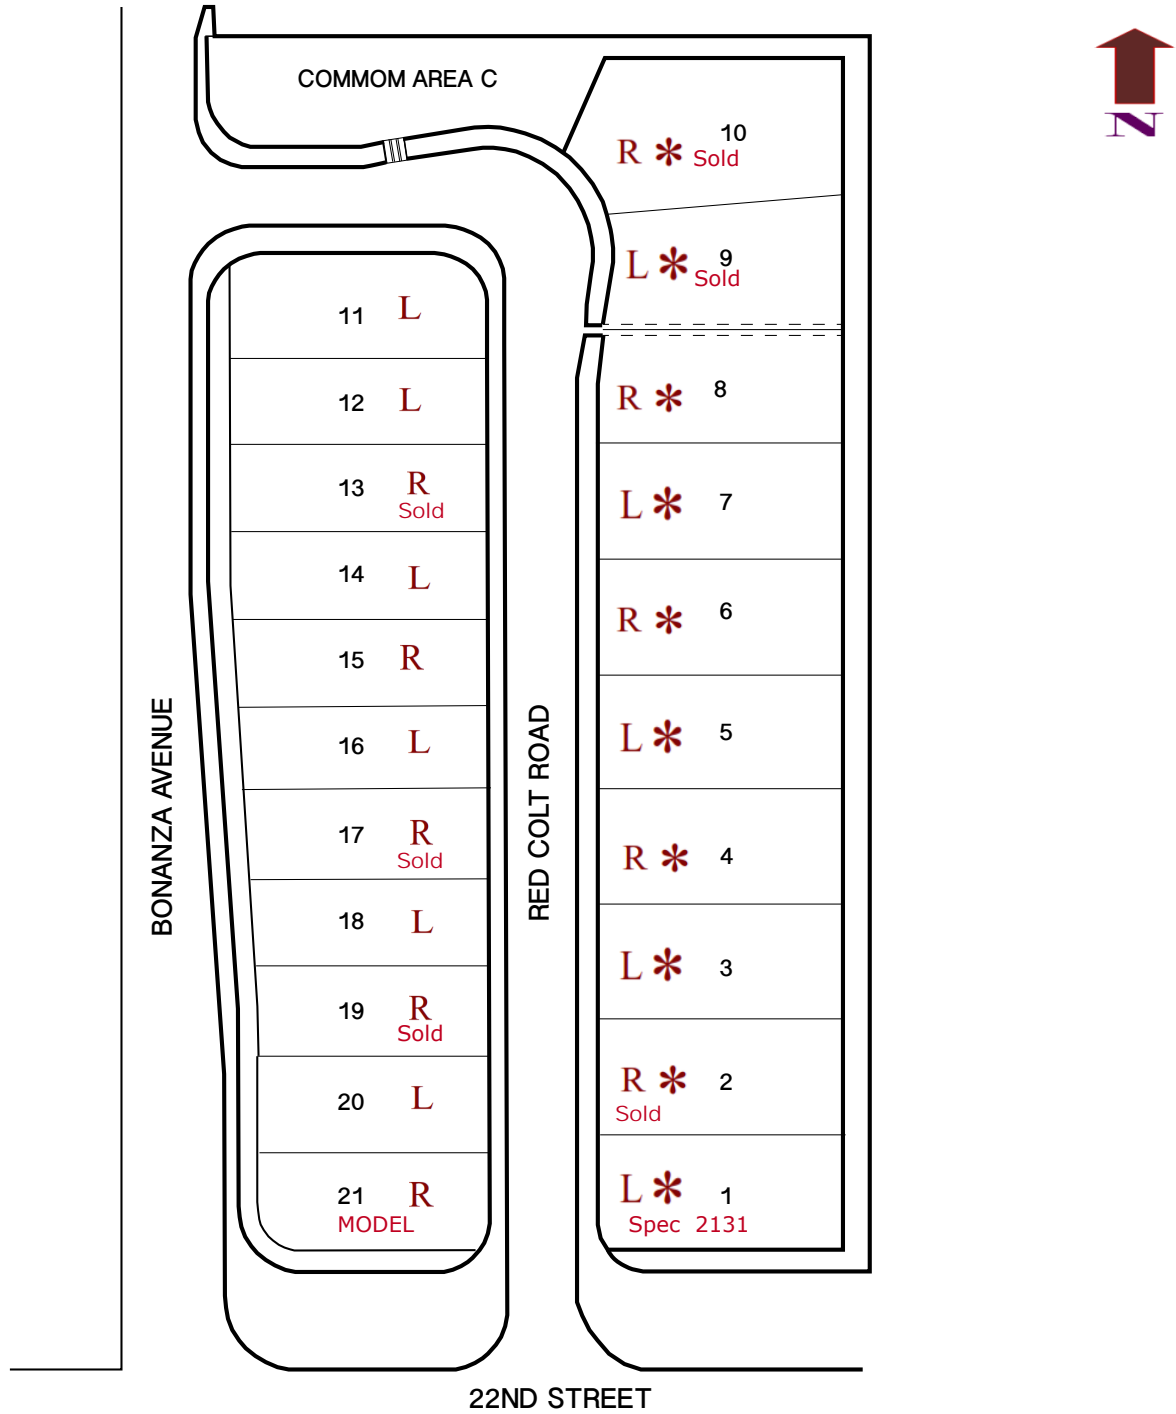 COMMOM AREA C
N
R * 10
Sold
L * 9
Sold
11 L
R * 8
12 L
13 R
Sold
L * 7
14 L
R * 6
15 R
16 L
L * 5
17 R
Sold
R * 4
18 L
L * 3
19 R
Sold
R * 2
Sold
20 L
21 R
MODEL
L * 1
Spec 2131
BONANZA AVENUE
RED COLT ROAD
22ND STREET